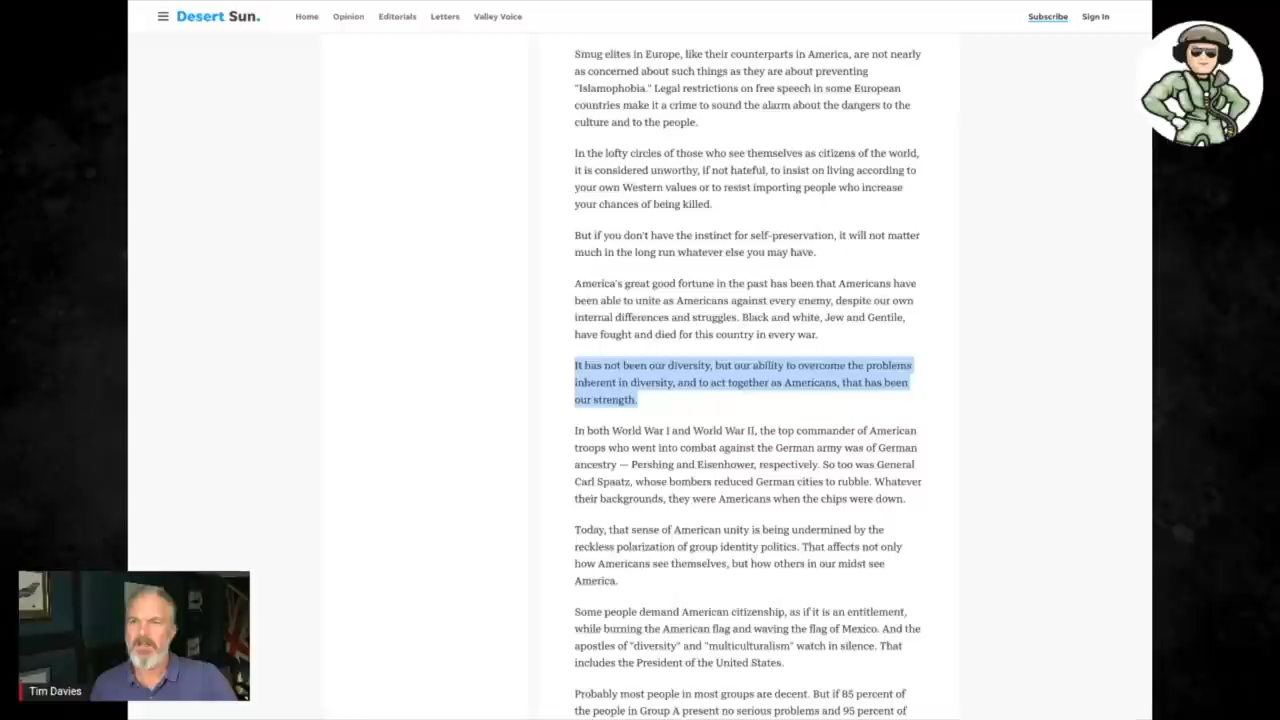 Desert Sun.
Home
Opinion
Editorials
Letters
Valley Voice
Subscribe
Sign In
Smug elites in Europe, like their counterparts in America, are not nearly
as concerned about such things as they are about preventing
"Islamophobia." Legal restrictions on free speech in some European
countries make it a crime to sound the alarm about the dangers to the
culture and to the people.
In the lofty circles of those who see themselves as citizens of the world,
it is considered unworthy, if not hateful, to insist on living according to
your own Western values or to resist importing people who increase
your chances of being killed.
But if you don't have the instinct for self-preservation, it will not matter
much in the long run whatever else you may have.
America's great good fortune in the past has been that Americans have
been able to unite as Americans against every enemy, despite our own
internal differences and struggles. Black and white, Jew and Gentile,
have fought and died for this country in every war.
It has not been our diversity, but our ability to overcome the problems
inherent in diversity, and to act together as Americans, that has been
our strength.
In both World War I and World War II, the top commander of American
troops who went into combat against the German army was of German
ancestry — Pershing and Eisenhower, respectively. So too was General
Carl Spaatz, whose bombers reduced German cities to rubble. Whatever
their backgrounds, they were Americans when the chips were down.
Today, that sense of American unity is being undermined by the
reckless polarization of group identity politics. That affects not only
how Americans see themselves, but how others in our midst see
America.
Some people demand American citizenship, as if it is an entitlement,
while burning the American flag and waving the flag of Mexico. And the
apostles of "diversity" and "multiculturalism" watch in silence. That
includes the President of the United States.
Probably most people in most groups are decent. But if 85 percent of
the people in Group A present no serious problems and 95 percent of
Tim Davies